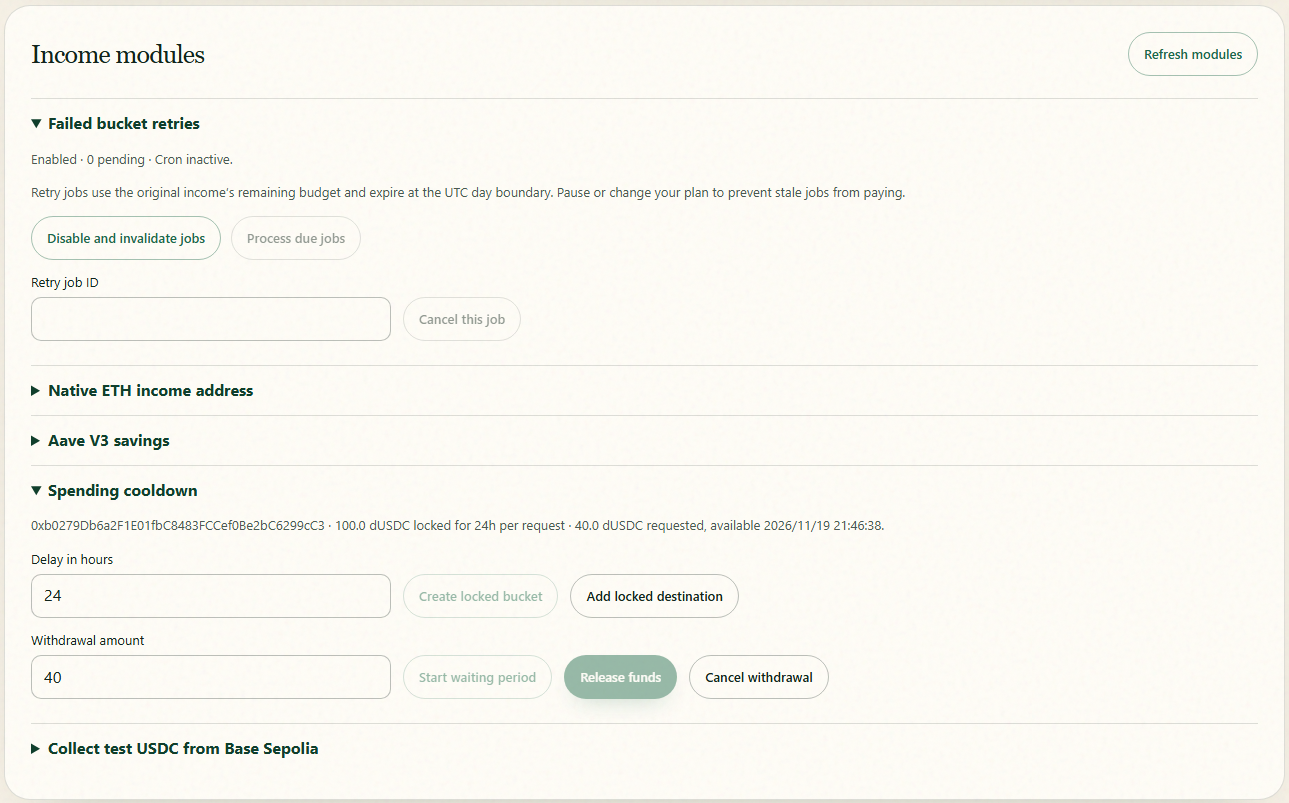 Income modules
Refresh modules
▼ Failed bucket retries
Enabled · 0 pending · Cron inactive.
Retry jobs use the original income's remaining budget and expire at the UTC day boundary. Pause or change your plan to prevent stale jobs from paying.
Disable and invalidate jobs Process due jobs
Retry job ID
Cancel this job
▶ Native ETH income address
▶ Aave V3 savings
▼ Spending cooldown
0xb0279Db6a2F1E01fbC8483FCCef0Be2bC6299cC3 · 100.0 dUSDC locked for 24h per request · 40.0 dUSDC requested, available 2026/11/19 21:46:38.
Delay in hours
24 Create locked bucket Add locked destination
Withdrawal amount
40 Start waiting period Release funds Cancel withdrawal
▶ Collect test USDC from Base Sepolia